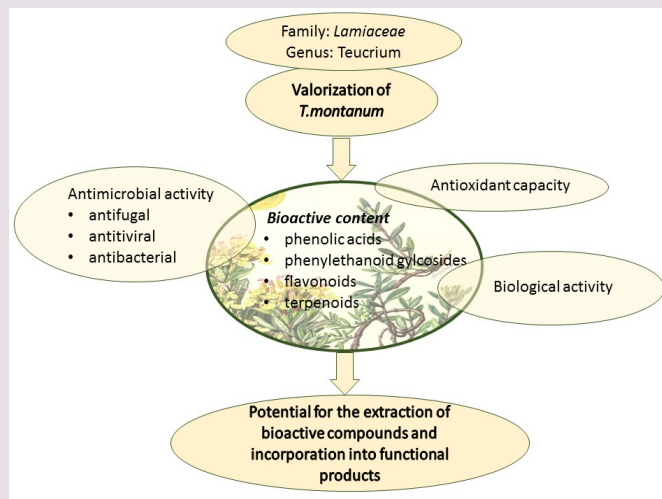 Family: Lamiaceae
Genus: Teucrium
Valorization of
T.montanum
Antimicrobial activity
• antifugal
• antitiviral
• antibacterial
Bioactive content
• phenolic acids
• phenylethanoid gylcosides
• flavonoids
• terpenoids
Antioxidant capacity
Biological activity
Potential for the extraction of
bioactive compounds and
incorporation into functional
products